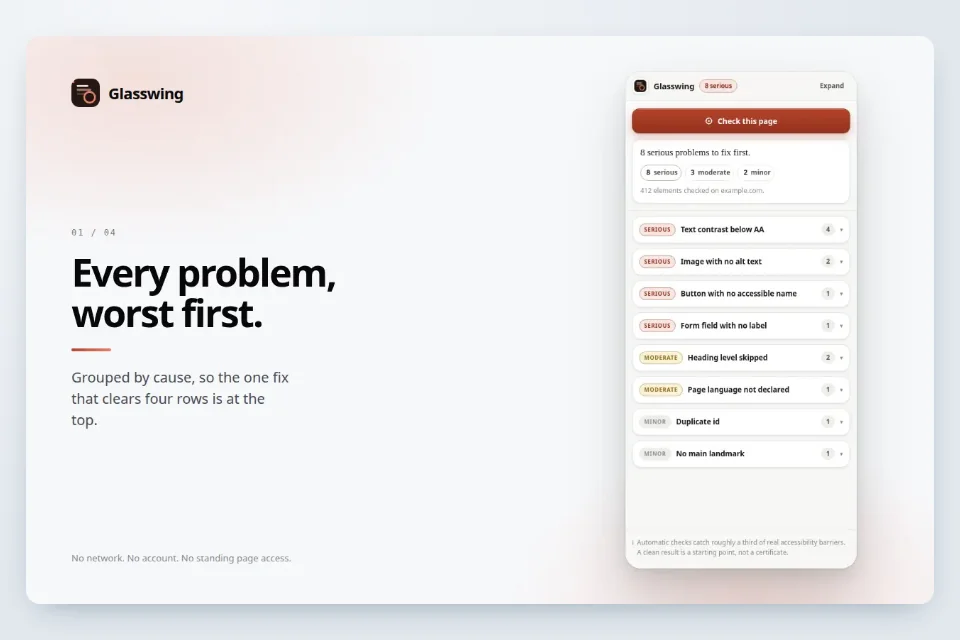 Glasswing
01 / 04
Every problem,
worst first.
Grouped by cause, so the one fix
that clears four rows is at the
top.
No network. No account. No standing page access.
Glasswing 8 serious Expand
Check this page
8 serious problems to fix first.
8 serious 3 moderate 2 minor
412 elements checked on example.com.
SERIOUS Text contrast below AA 4
SERIOUS Image with no alt text 2
SERIOUS Button with no accessible name 1
SERIOUS Form field with no label 1
MODERATE Heading level skipped 2
MODERATE Page language not declared 1
MINOR Duplicate id 1
MINOR No main landmark 1
Automatic checks catch roughly a third of real accessibility barriers.
A clean result is a starting point, not a certificate.